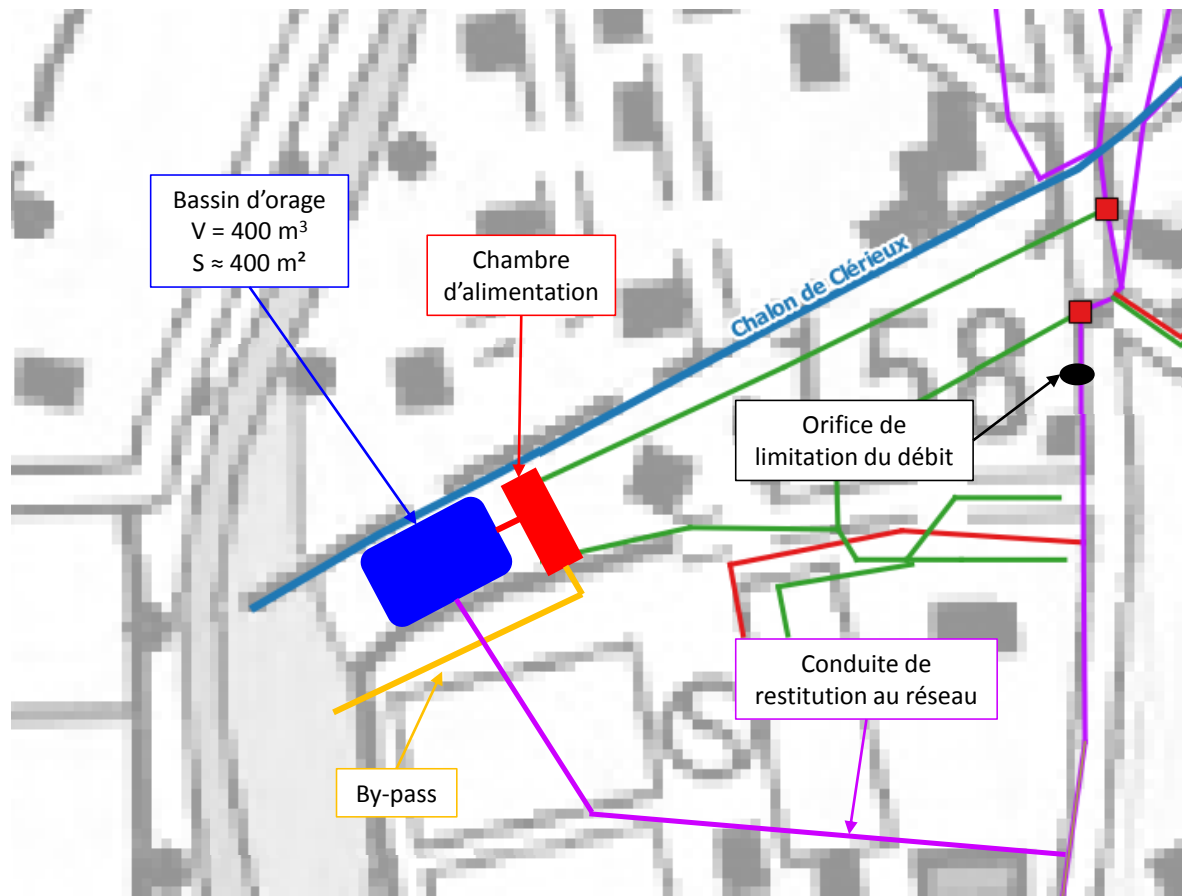 Bassin d'orage
V = 400 m³
S ≈ 400 m²
Chambre
d'alimentation
Chalon de Clérieux
58
Orifice de
limitation du débit
Conduite de
restitution au réseau
By-pass